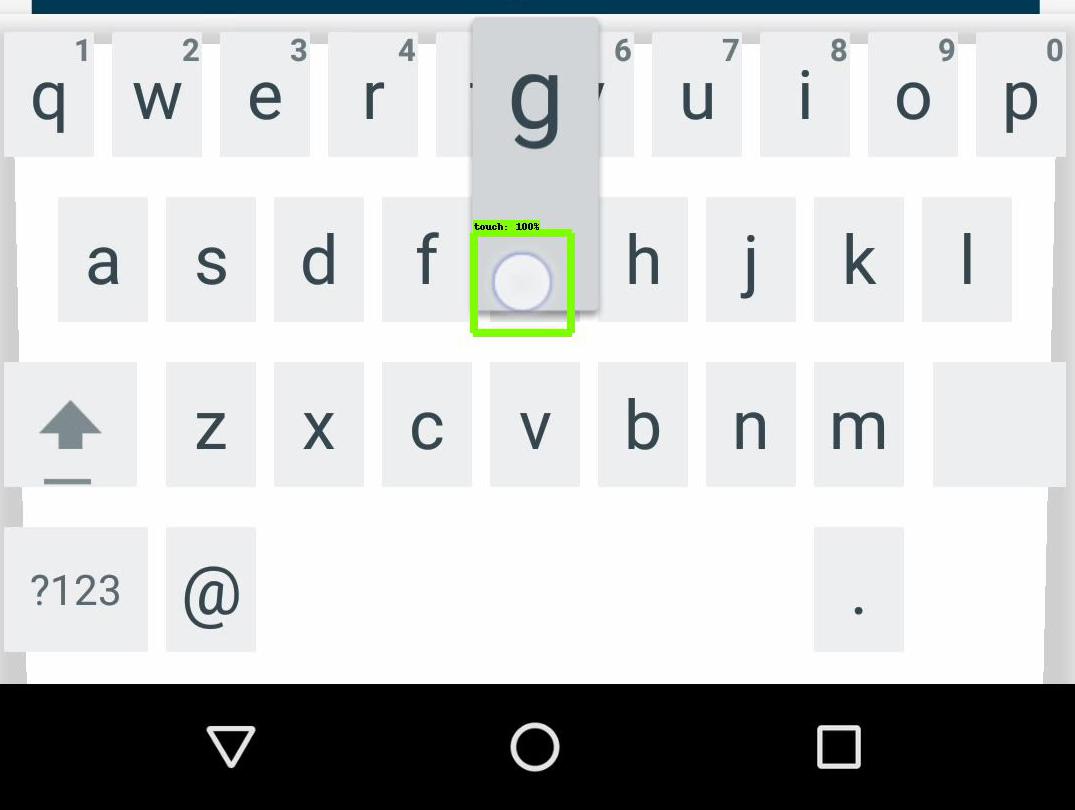 1 2 3 4 6 7 8 9 0
q w e r g u i o p
touch: 100%
a s d f h j k l
z x c v b n m
?123 @ .